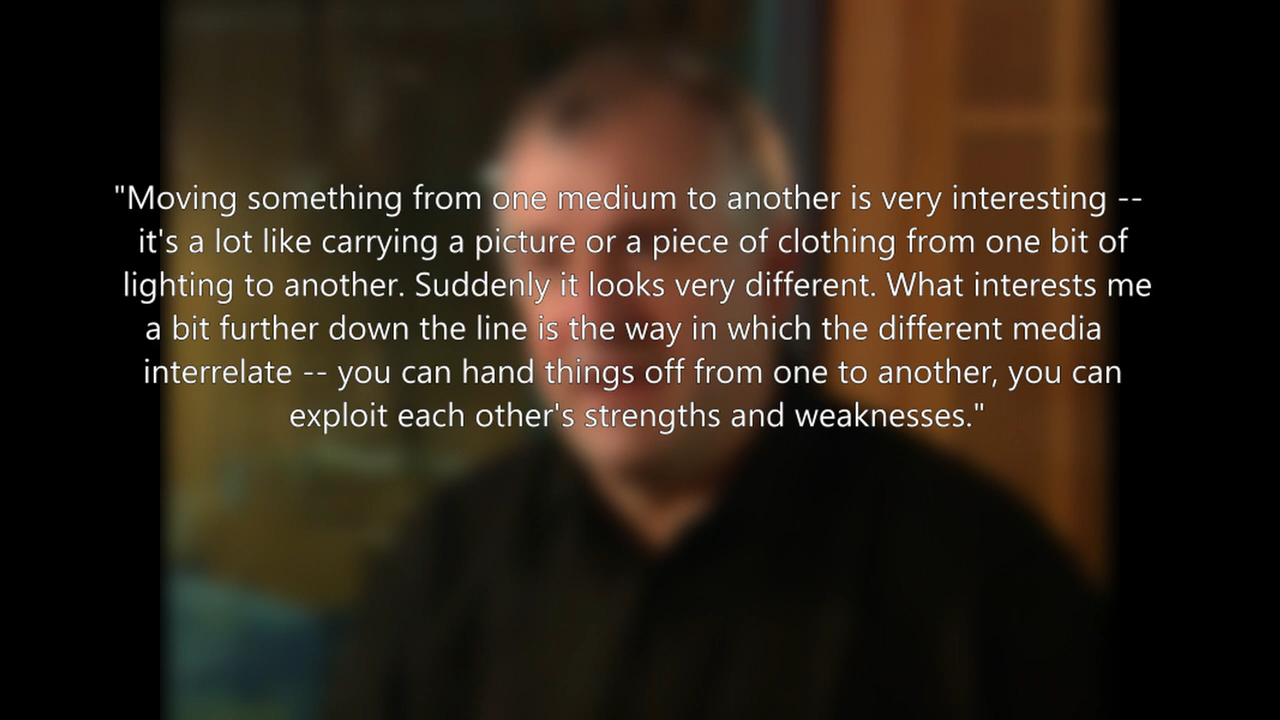 "Moving something from one medium to another is very interesting --
it's a lot like carrying a picture or a piece of clothing from one bit of
lighting to another. Suddenly it looks very different. What interests me
a bit further down the line is the way in which the different media
interrelate -- you can hand things off from one to another, you can
exploit each other's strengths and weaknesses."